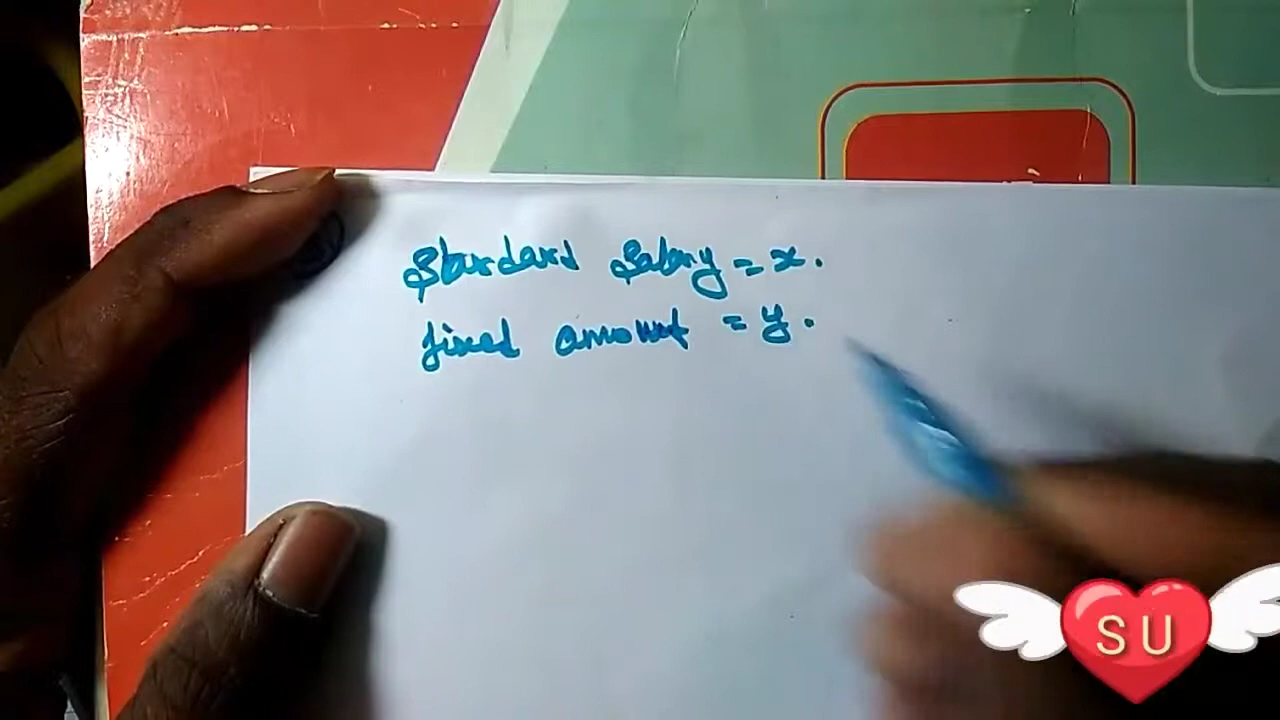 Standard Salary = x.
fixed amount = y.
SU